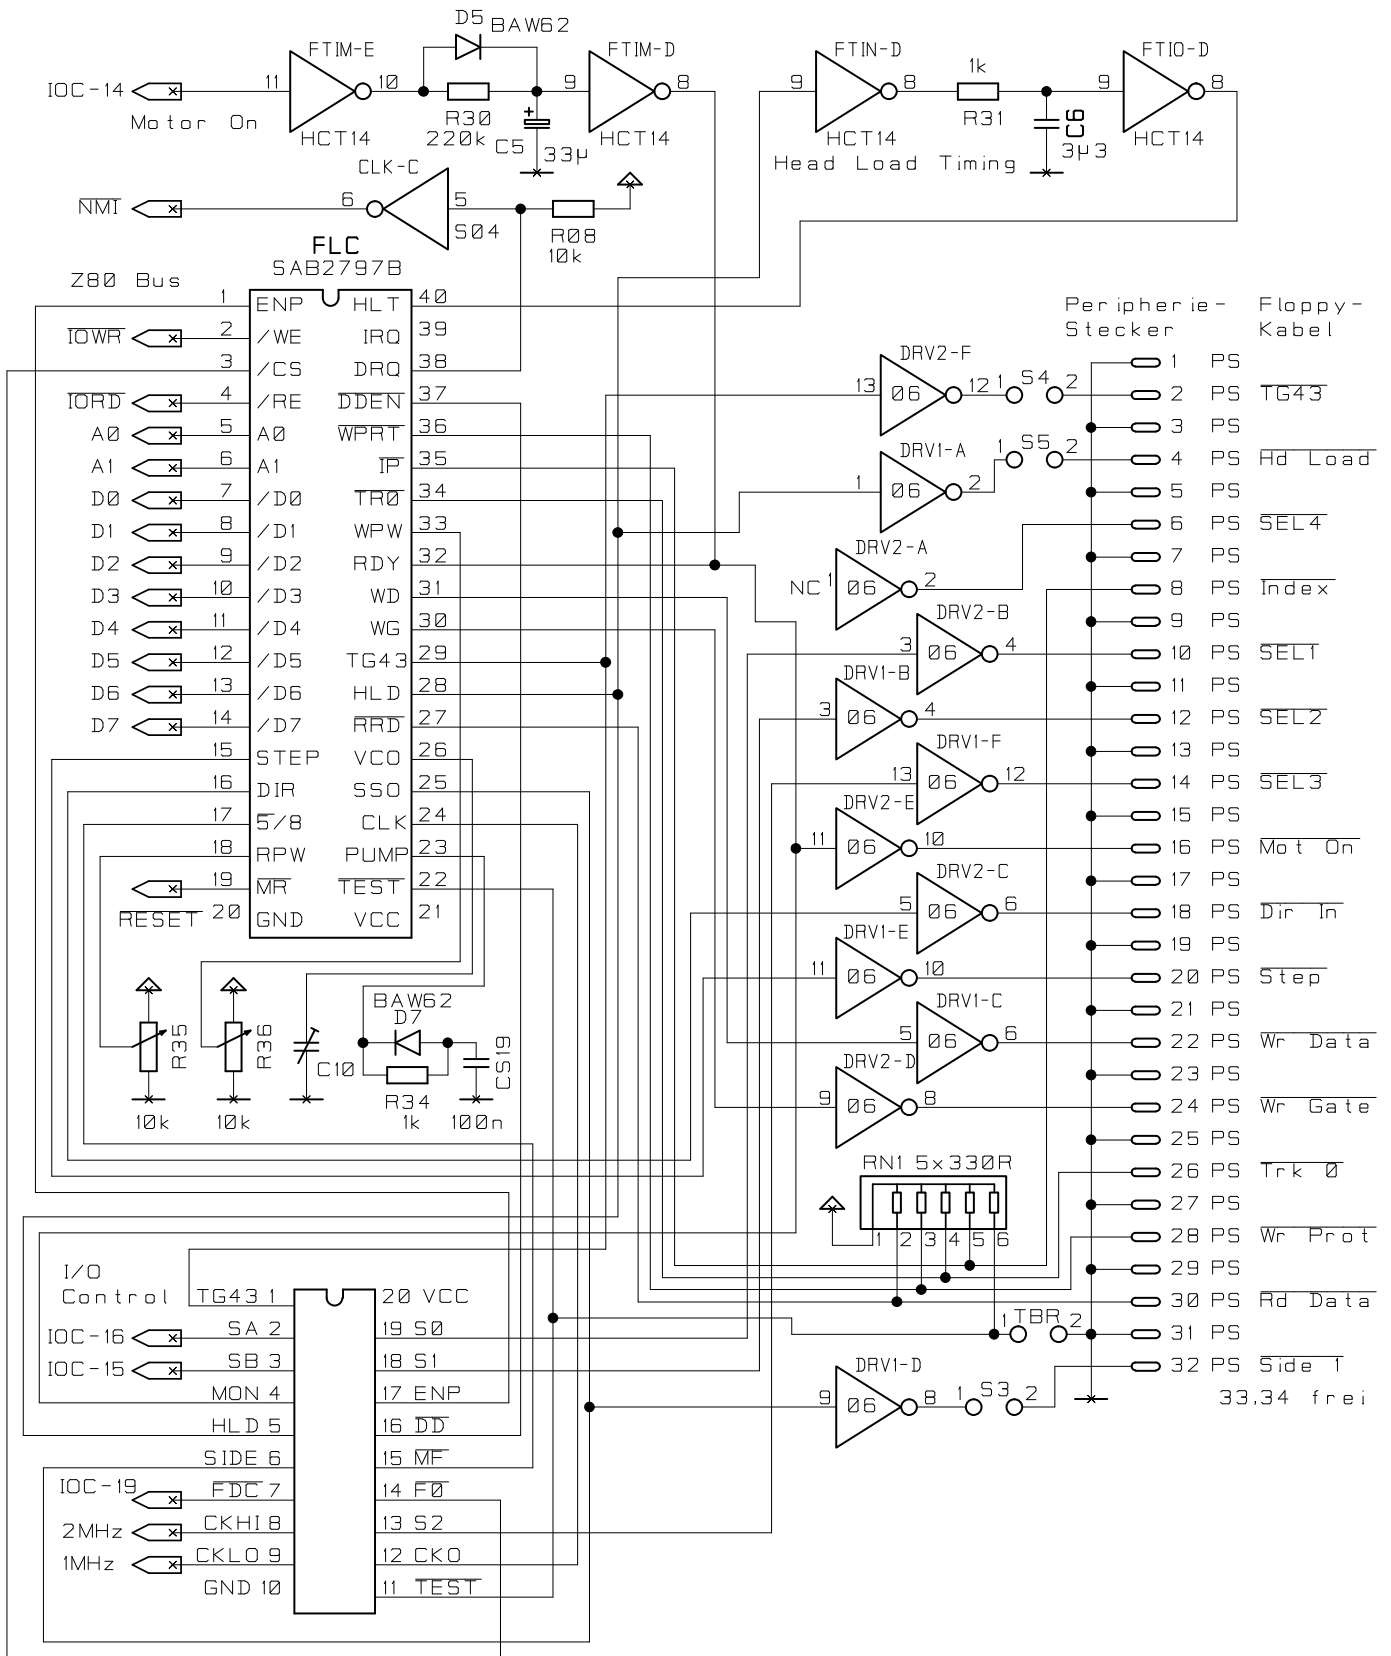 D5 BAW62
FTIM-E
FTIM-D
FTIN-D
FTIO-D
IOC-14
11
10
9
8
9
8
1k
9
8
Motor On
HCT14
R30
220k
C5
33µ
HCT14
HCT14
R31
C6
3µ3
HCT14
Head Load Timing
CLK-C
NMI
6
5
S04
R08
10k
FLC
SAB2797B
Z80 Bus
1 ENP HLT 40
IOWR 2 /WE IRQ 39
3 /CS DRQ 38
IORD 4 /RE DDEN 37
A0 5 A0 WPRT 36
A1 6 A1 IP 35
D0 7 /D0 TR0 34
D1 8 /D1 WPW 33
D2 9 /D2 RDY 32
D3 10 /D3 WD 31
D4 11 /D4 WG 30
D5 12 /D5 TG43 29
D6 13 /D6 HLD 28
D7 14 /D7 RRD 27
15 STEP VCO 26
16 DIR SSO 25
17 5/8 CLK 24
18 RPW PUMP 23
19 MR TEST 22
RESET 20 GND VCC 21
R35
10k
R36
10k
C10
BAW62
D7
R34
1k
CS19
100n
Peripherie-
Stecker
Floppy-
Kabel
DRV2-F
13 06 12 1 S4 2
DRV1-A
1 06 2 1 S5 2
DRV2-A
NC 1 06 2
DRV2-B
3 06 4
DRV1-B
3 06 4
DRV1-F
13 06 12
DRV2-E
11 06 10
DRV2-C
5 06 6
DRV1-E
11 06 10
DRV1-C
5 06 6
DRV2-D
9 06 8
RN1 5x330R
1 2 3 4 5 6
1 TBR 2
DRV1-D
9 06 8 1 S3 2
1 PS
2 PS TG43
3 PS
4 PS Hd Load
5 PS
6 PS SEL4
7 PS
8 PS Index
9 PS
10 PS SEL1
11 PS
12 PS SEL2
13 PS
14 PS SEL3
15 PS
16 PS Mot On
17 PS
18 PS Dir In
19 PS
20 PS Step
21 PS
22 PS Wr Data
23 PS
24 PS Wr Gate
25 PS
26 PS Trk 0
27 PS
28 PS Wr Prot
29 PS
30 PS Rd Data
31 PS
32 PS Side 1
33,34 frei
I/O
Control
TG43 1 20 VCC
IOC-16 SA 2 19 S0
IOC-15 SB 3 18 S1
MON 4 17 ENP
HLD 5 16 DD
SIDE 6 15 MF
IOC-19 FDC 7 14 F0
2MHz CKHI 8 13 S2
1MHz CKLO 9 12 CKO
GND 10 11 TEST